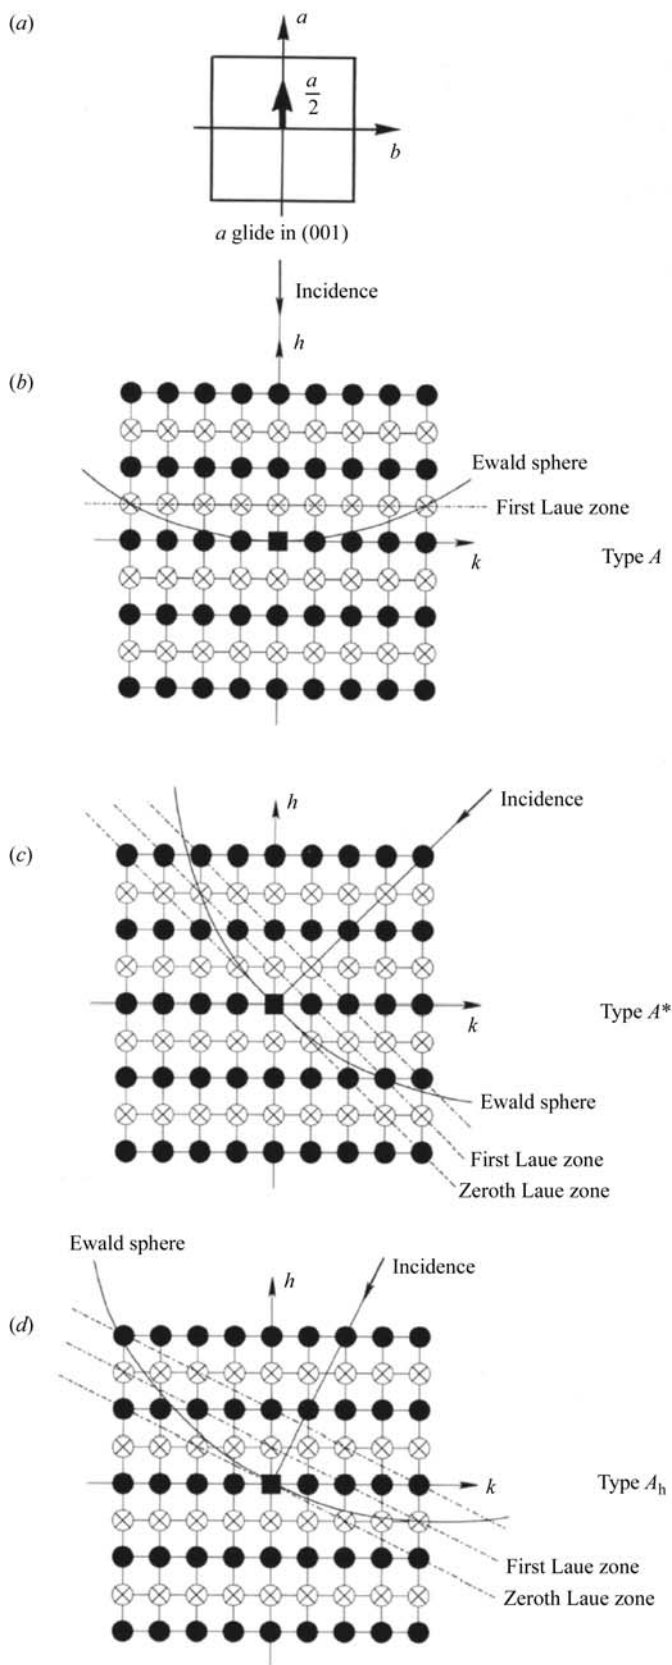 (a)
a
a
2
b
a glide in (001)
Incidence
h
(b)
Ewald sphere
First Laue zone
k
Type A
h
Incidence
(c)
k
Type A*
Ewald sphere
First Laue zone
Zeroth Laue zone
Ewald sphere
h
Incidence
(d)
k
Type Ah
First Laue zone
Zeroth Laue zone